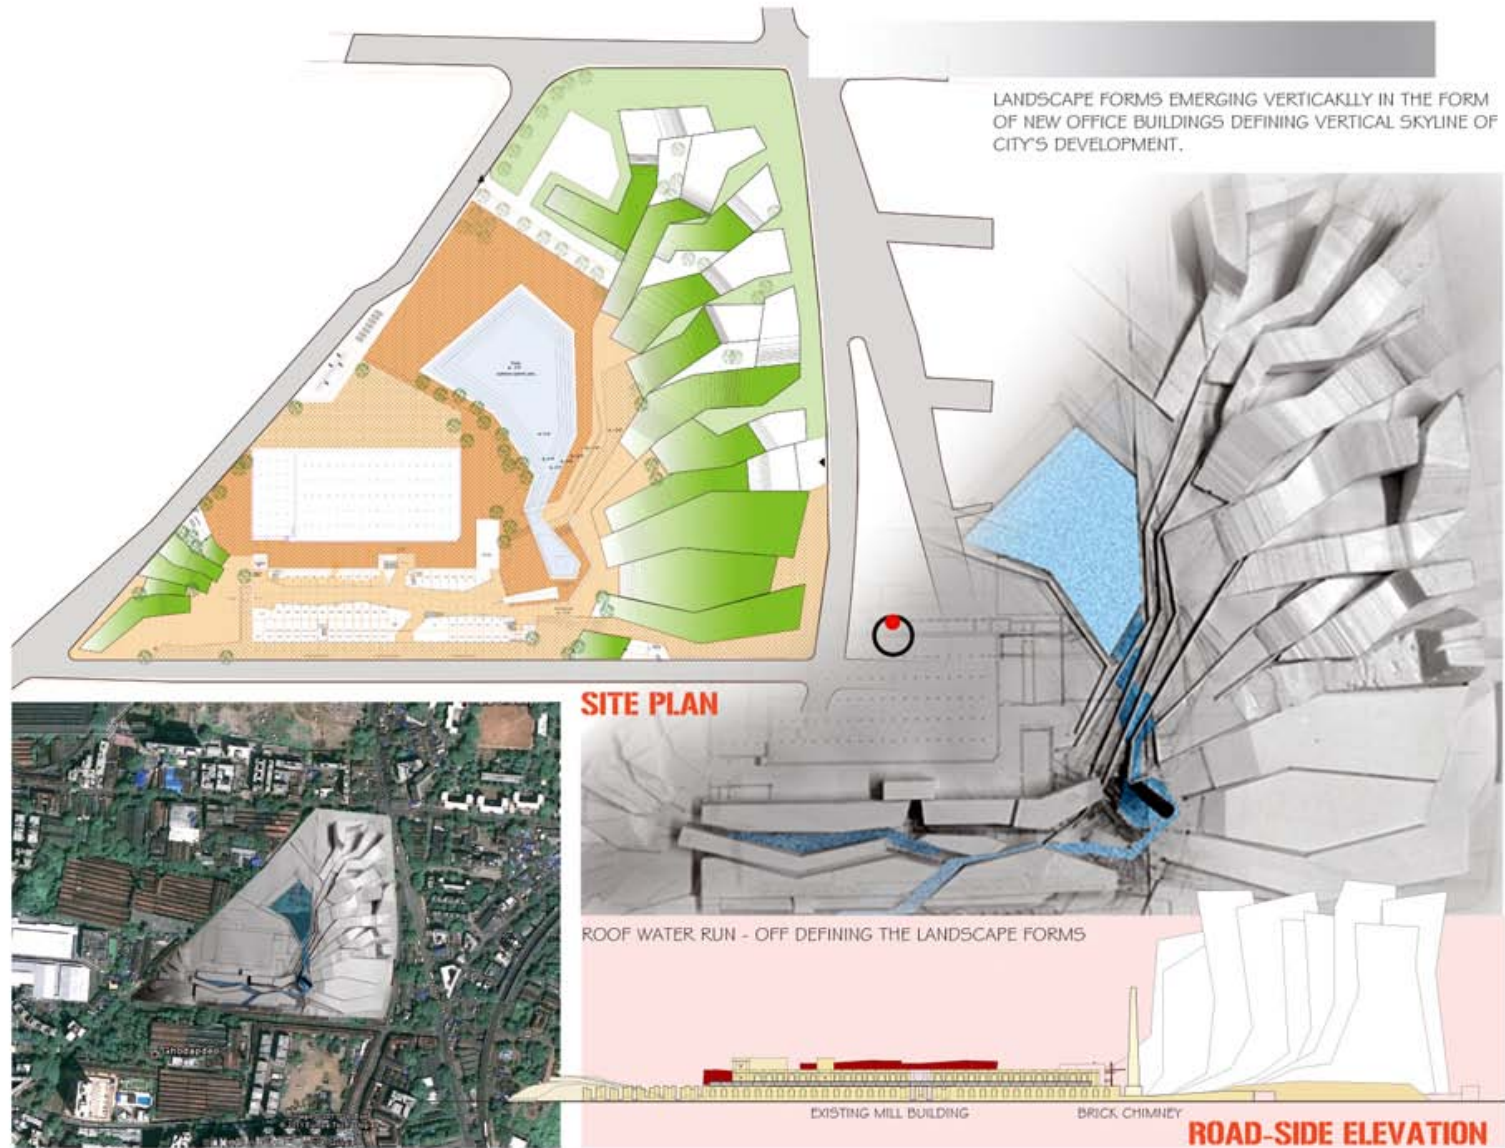 LANDSCAPE FORMS EMERGING VERTICAKLLY IN THE FORM
OF NEW OFFICE BUILDINGS DEFINING VERTICAL SKYLINE OF
CITY'S DEVELOPMENT.
SITE PLAN
ROOF WATER RUN - OFF DEFINING THE LANDSCAPE FORMS
EXISTING MILL BUILDING
BRICK CHIMNEY
ROAD-SIDE ELEVATION